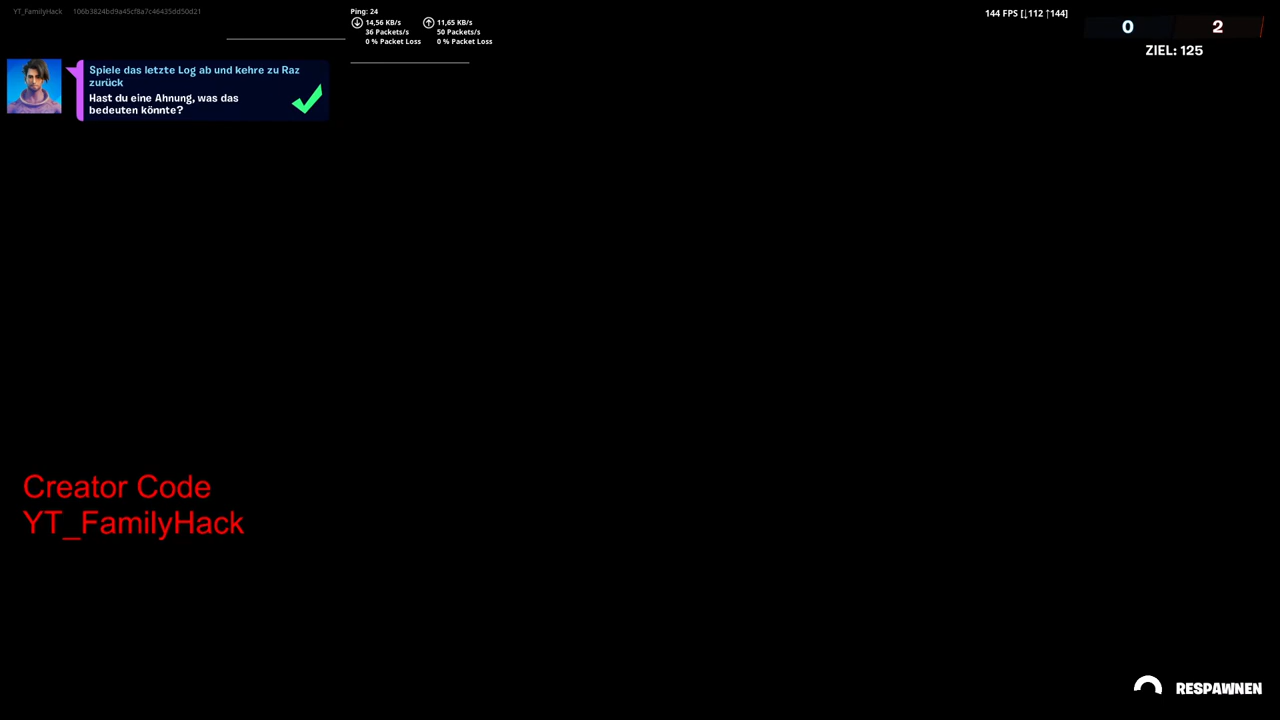 YT_FamilyHack 106b3824bd9a45cf8a7c46435dd50d21
Ping: 24
14,56 KB/s 11,65 KB/s
36 Packets/s 50 Packets/s
0 % Packet Loss 0 % Packet Loss
144 FPS [↓112 ↑144]
0 2
ZIEL: 125
Spiele das letzte Log ab und kehre zu Raz
zurück
Hast du eine Ahnung, was das
bedeuten könnte?
Creator Code
YT_FamilyHack
RESPAWNEN